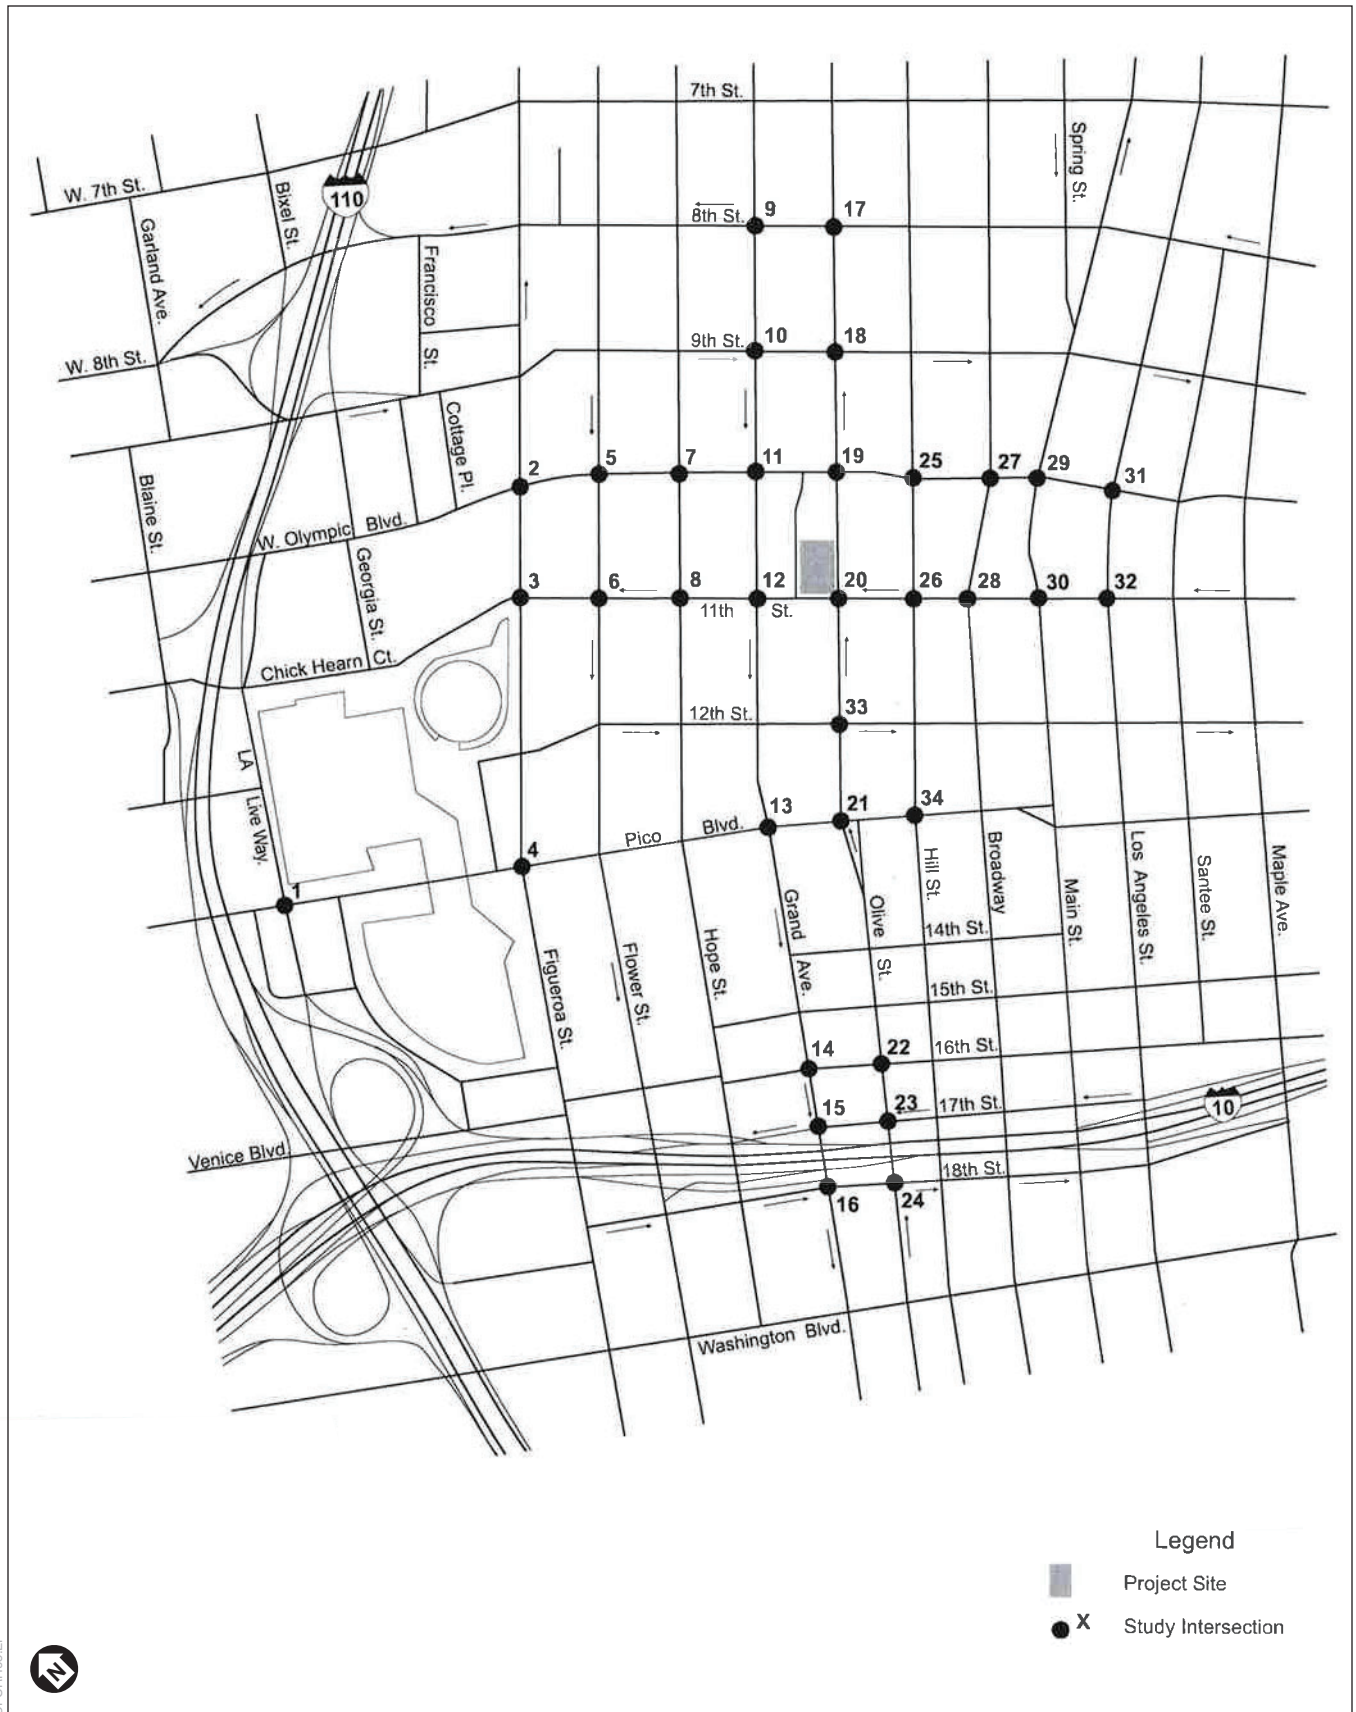 7th St.
Spring St.
W. 7th St.
Bixel St.
110
Garland Ave.
8th St.
9
17
Francisco
St.
9th St.
10
18
W. 8th St.
Cottage Pl.
2
5
7
11
19
25
27
29
31
Blaine St.
W. Olympic
Blvd.
Georgia St.
3
6
8
12
20
26
28
30
32
11th
St.
Chick Hearn
Ct.
12th St.
33
LA
Live Way.
13
21
34
Pico
Blvd.
4
1
Hill St.
Broadway
Los Angeles St.
Santee St.
Maple Ave.
Main St.
Grand
Ave.
Olive
St.
14th St.
Figueroa St.
Flower St.
Hope St.
15th St.
14
22
16th St.
15
23
17th St.
10
Venice Blvd.
18th St.
16
24
Washington Blvd.
Legend
Project Site
X
Study Intersection
N